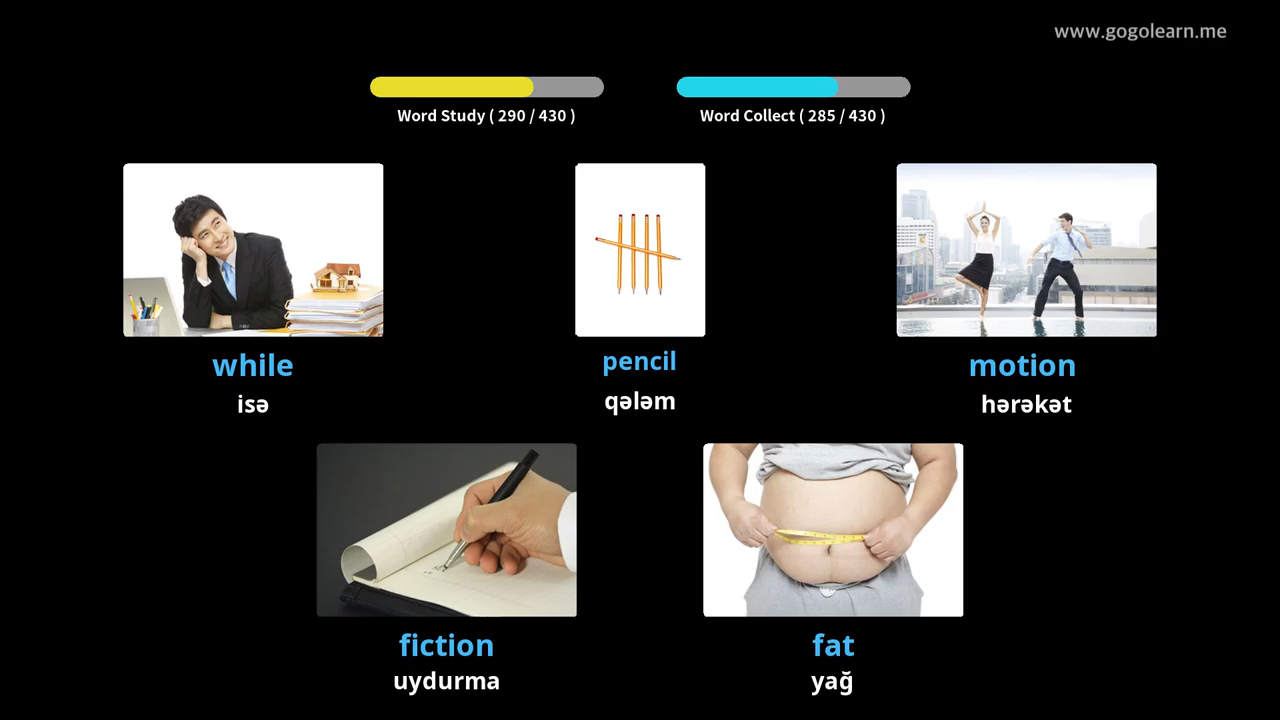 www.gogolearn.me
Word Study ( 290 / 430 )
Word Collect ( 285 / 430 )
while
isə
pencil
qələm
motion
hərəkət
fiction
uydurma
fat
yağ